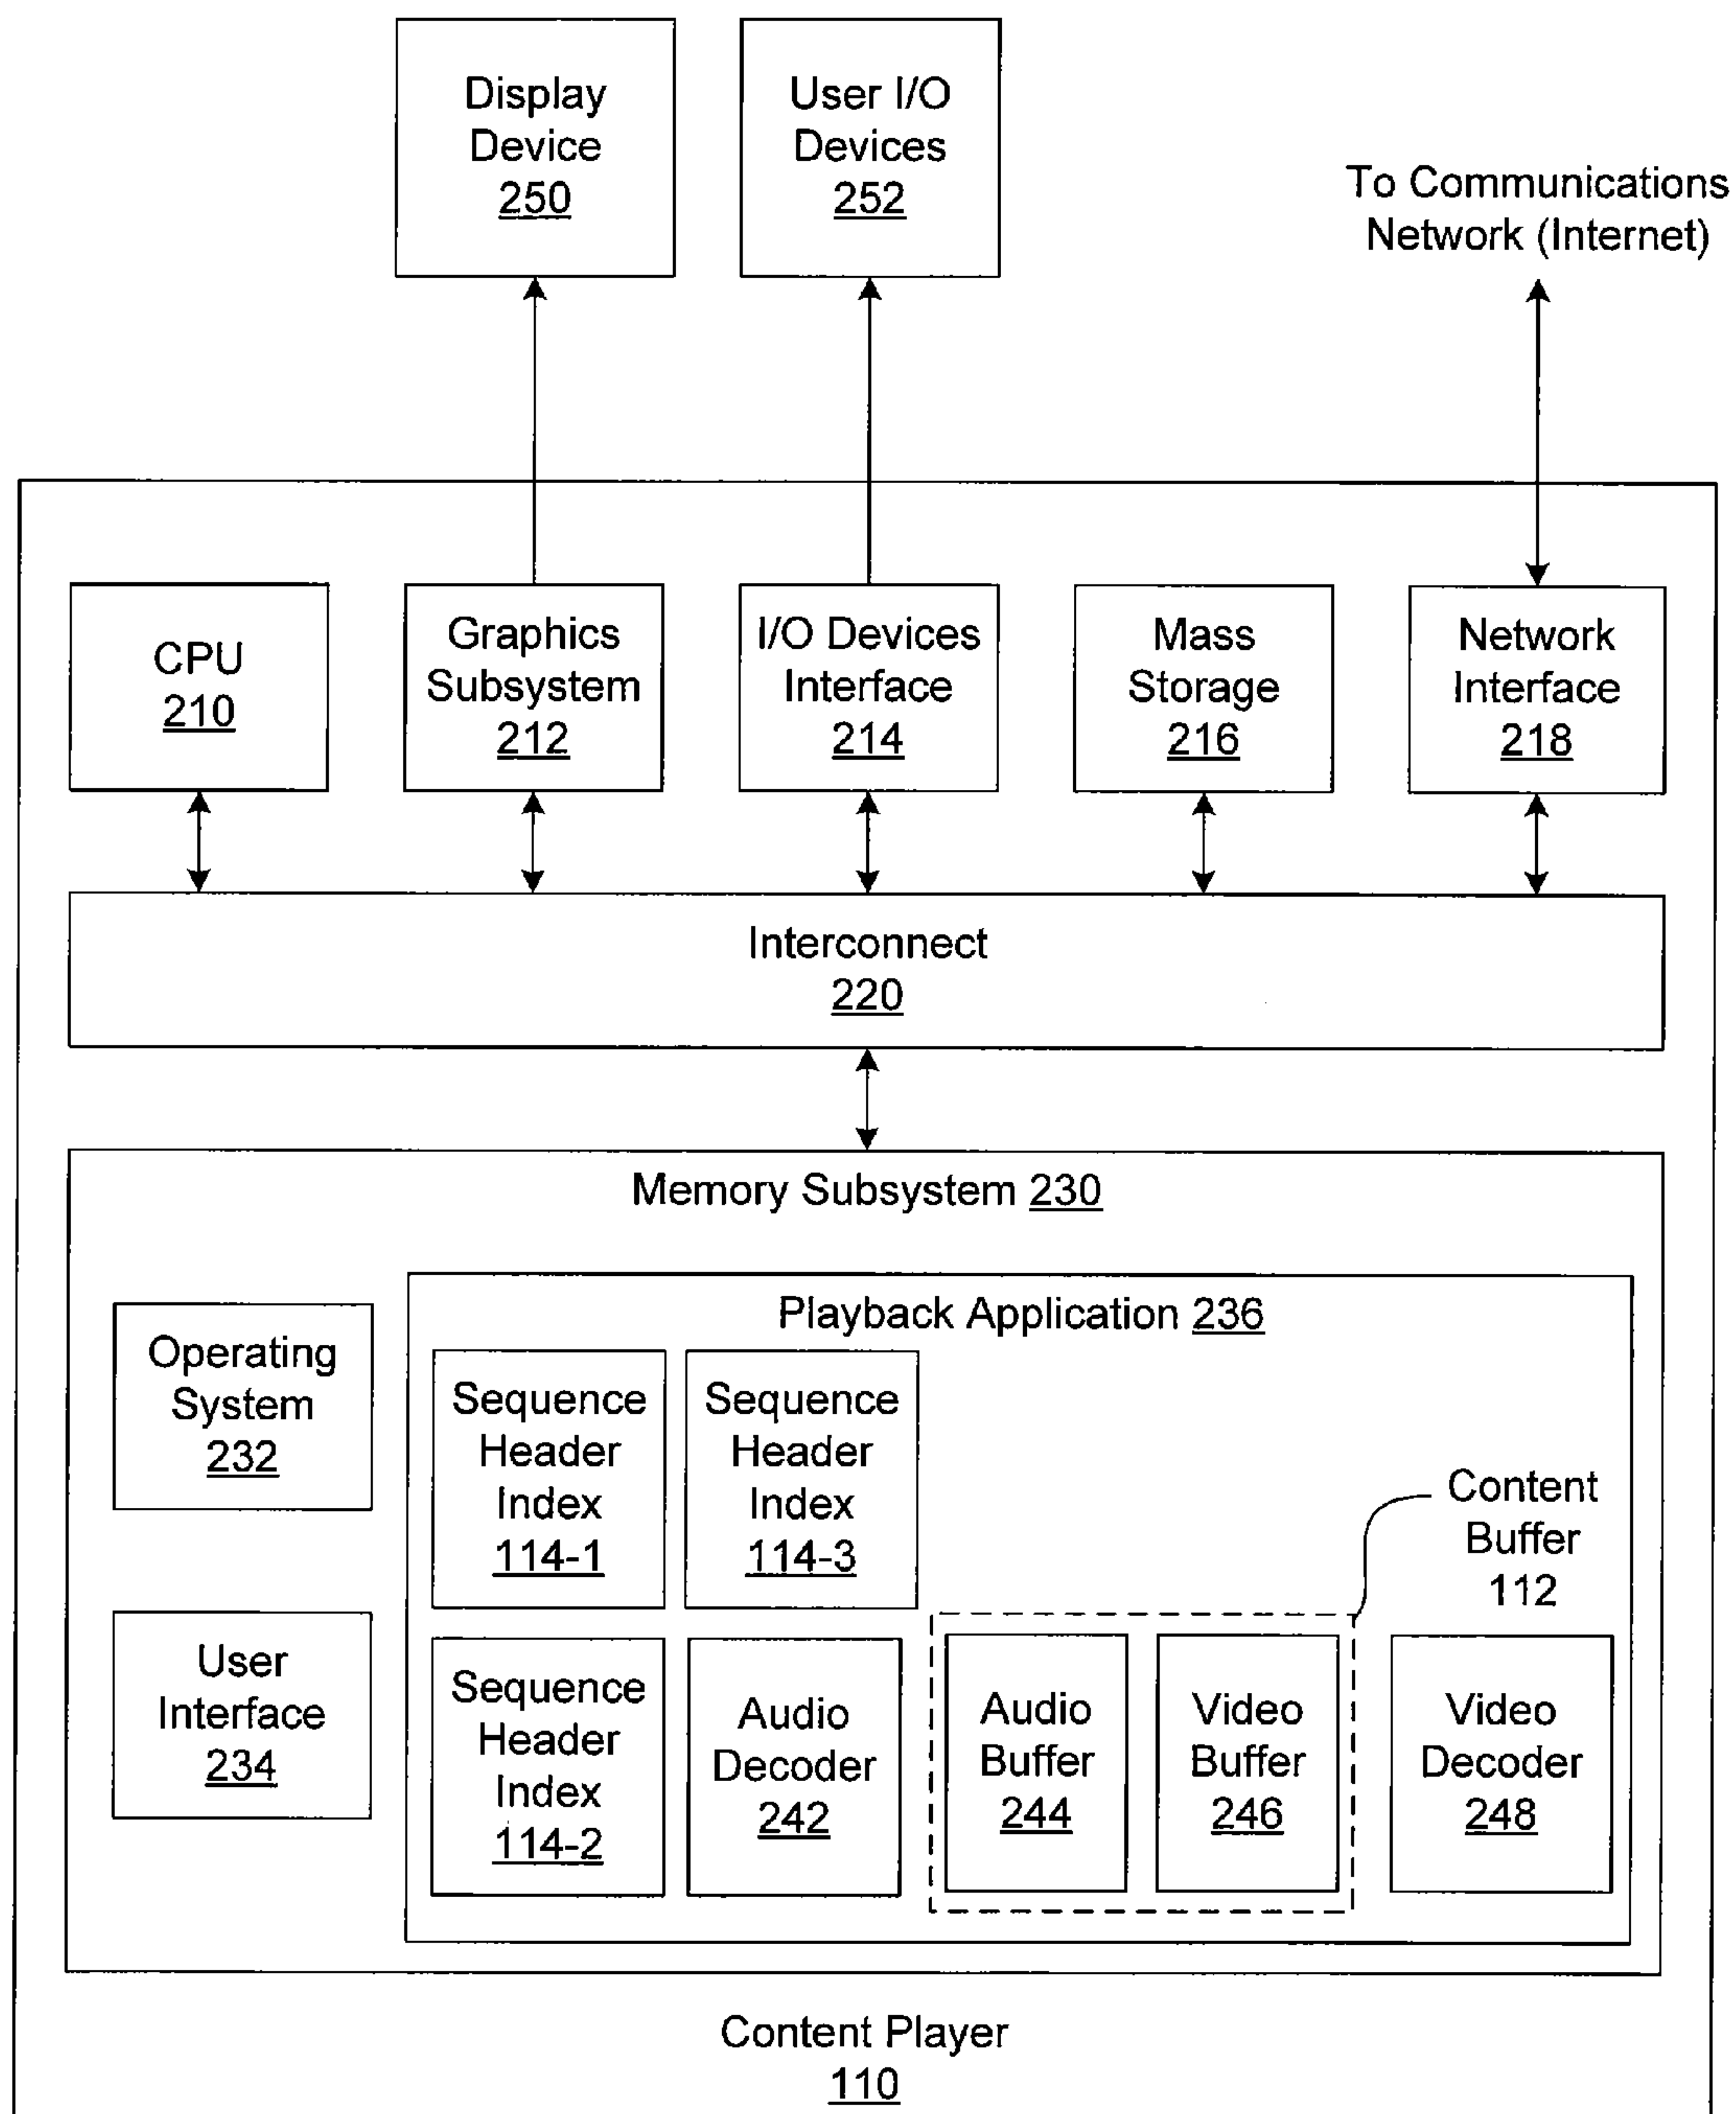 Display
Device
250
User I/O
Devices
252
To Communications
Network (Internet)
CPU
210
Graphics
Subsystem
212
I/O Devices
Interface
214
Mass
Storage
216
Network
Interface
218
Interconnect
220
Memory Subsystem 230
Operating
System
232
User
Interface
234
Playback Application 236
Sequence
Header
Index
114-1
Sequence
Header
Index
114-3
Content
Buffer
112
Sequence
Header
Index
114-2
Audio
Decoder
242
Audio
Buffer
244
Video
Buffer
246
Video
Decoder
248
Content Player
110